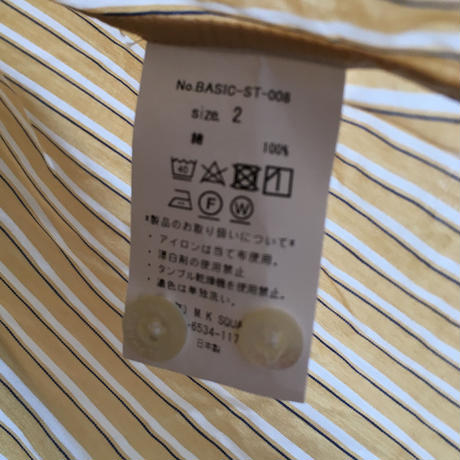 No.BASIC-ST-008
size. 2
綿 100%
40
F W
*製品のお取り扱いについて*
・アイロンは当て布使用。
・漂白剤の使用禁止
・タンブル乾燥機を使用禁止
・濃色は単独洗い。
M.K SQUA
-6534-117
日本製